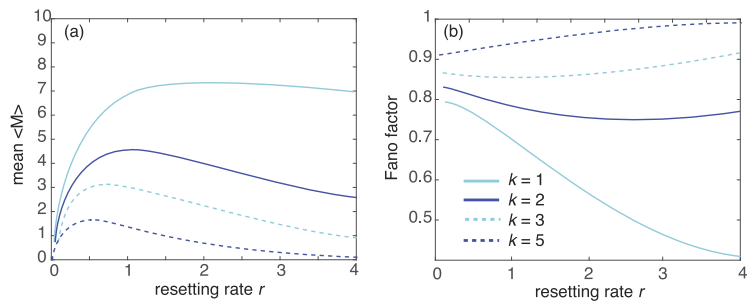 (a)
10
9
8
7
6
5
4
3
2
1
0
mean <M>
0 1 2 3 4
resetting rate r
(b)
1
0.9
0.8
0.7
0.6
0.5
Fano factor
k = 1
k = 2
k = 3
k = 5
0 1 2 3 4
resetting rate r